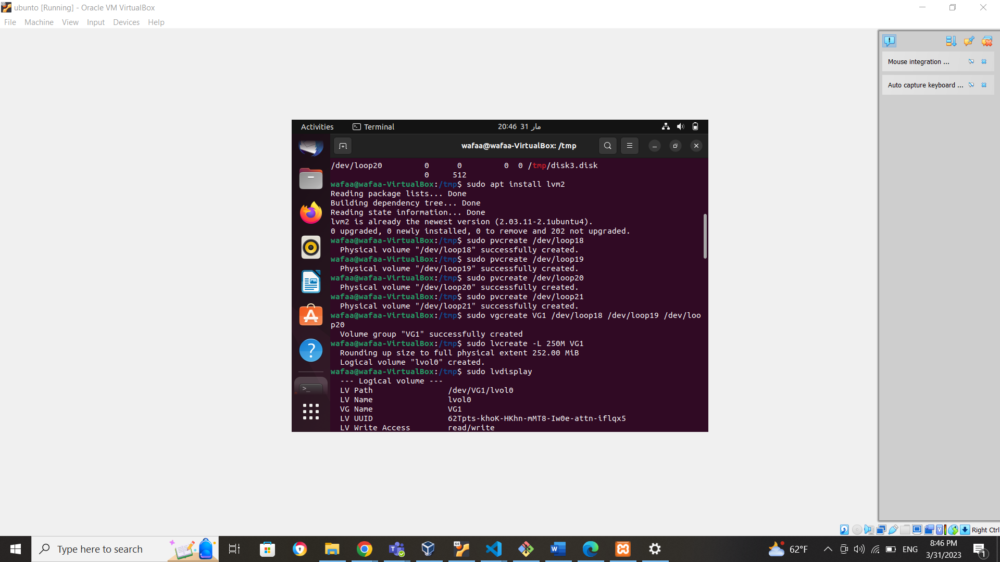 ubunto [Running] - Oracle VM VirtualBox
File Machine View Input Devices Help
Mouse integration ...
Auto capture keyboard ...
Activities Terminal 20:46 31 مار
wafaa@wafaa-VirtualBox: /tmp
/dev/loop20 0 0 0 0 /tmp/disk3.disk
0 512
wafaa@wafaa-VirtualBox:/tmp$ sudo apt install lvm2
Reading package lists... Done
Building dependency tree... Done
Reading state information... Done
lvm2 is already the newest version (2.03.11-2.1ubuntu4).
0 upgraded, 0 newly installed, 0 to remove and 202 not upgraded.
wafaa@wafaa-VirtualBox:/tmp$ sudo pvcreate /dev/loop18
Physical volume "/dev/loop18" successfully created.
wafaa@wafaa-VirtualBox:/tmp$ sudo pvcreate /dev/loop19
Physical volume "/dev/loop19" successfully created.
wafaa@wafaa-VirtualBox:/tmp$ sudo pvcreate /dev/loop20
Physical volume "/dev/loop20" successfully created.
wafaa@wafaa-VirtualBox:/tmp$ sudo pvcreate /dev/loop21
Physical volume "/dev/loop21" successfully created.
wafaa@wafaa-VirtualBox:/tmp$ sudo vgcreate VG1 /dev/loop18 /dev/loop19 /dev/loo
p20
Volume group "VG1" successfully created
wafaa@wafaa-VirtualBox:/tmp$ sudo lvcreate -L 250M VG1
Rounding up size to full physical extent 252.00 MiB
Logical volume "lvol0" created.
wafaa@wafaa-VirtualBox:/tmp$ sudo lvdisplay
--- Logical volume ---
LV Path /dev/VG1/lvol0
LV Name lvol0
VG Name VG1
LV UUID 62Tpts-khoK-HKhn-mMT8-Iw0e-attn-iflqx5
LV Write Access read/write
Right Ctrl
Type here to search
62°F
ENG
8:46 PM
3/31/2023
1